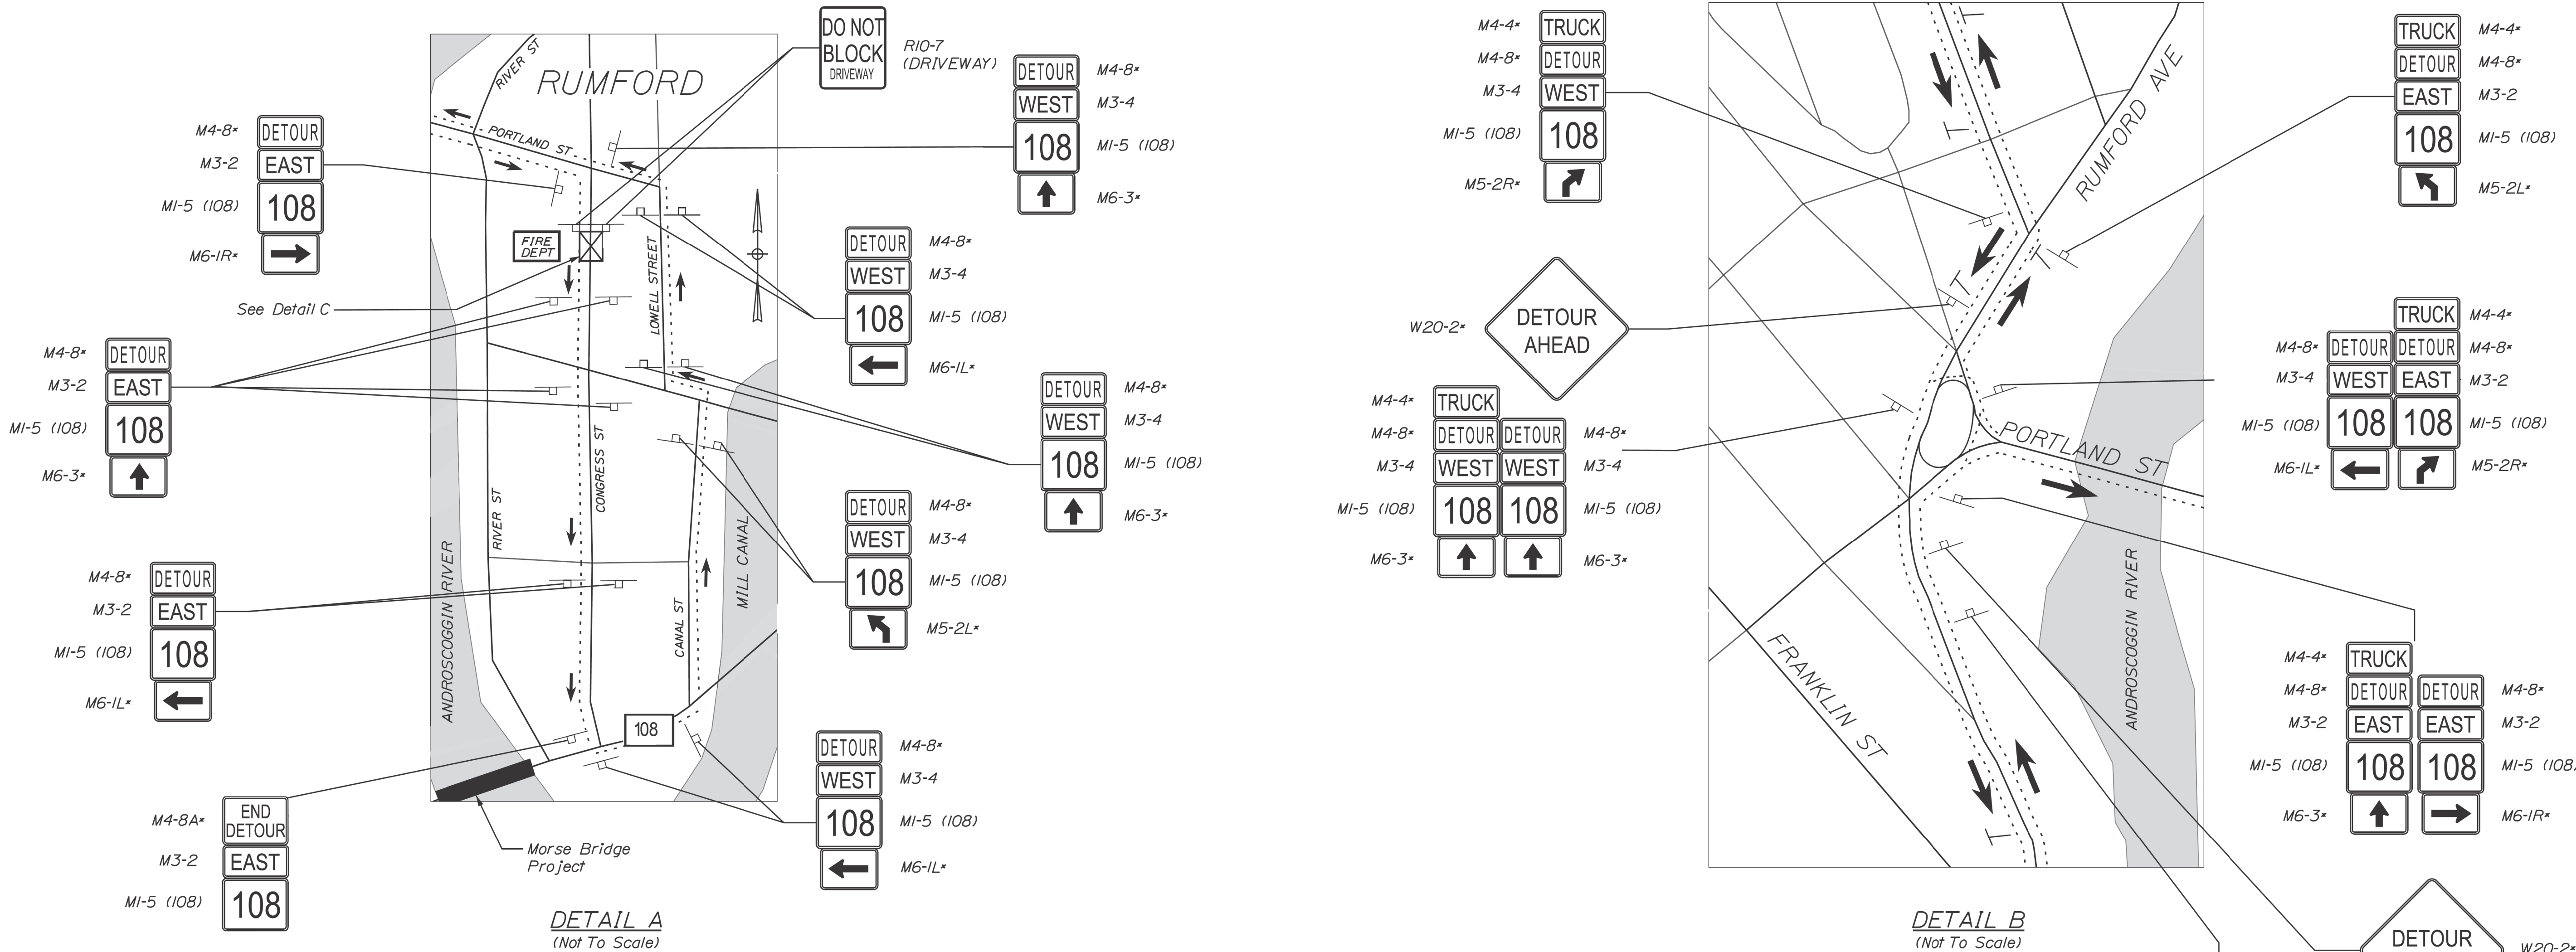 DO NOT
BLOCK
DRIVEWAY
R10-7
(DRIVEWAY)
RIVER ST
RUMFORD
PORTLAND ST
DETOUR M4-8*
WEST M3-4
108 M1-5 (108)
M6-3*
M4-8* DETOUR
M3-2 EAST
M1-5 (108) 108
M6-1R*
FIRE
DEPT
See Detail C
LOWELL STREET
DETOUR M4-8*
WEST M3-4
108 M1-5 (108)
M6-1L*
M4-8* DETOUR
M3-2 EAST
M1-5 (108) 108
M6-3*
DETOUR M4-8*
WEST M3-4
108 M1-5 (108)
M6-3*
CONGRESS ST
RIVER ST
ANDROSCOGGIN RIVER
MILL CANAL
CANAL ST
DETOUR M4-8*
WEST M3-4
108 M1-5 (108)
M5-2L*
M4-8* DETOUR
M3-2 EAST
M1-5 (108) 108
M6-1L*
108
DETOUR M4-8*
WEST M3-4
108 M1-5 (108)
M6-1L*
M4-8A* END
DETOUR
M3-2 EAST
M1-5 (108) 108
Morse Bridge
Project
DETAIL A
(Not To Scale)
M4-4* TRUCK
M4-8* DETOUR
M3-4 WEST
M1-5 (108) 108
M5-2R*
T
T
RUMFORD AVE
TRUCK M4-4*
DETOUR M4-8*
EAST M3-2
108 M1-5 (108)
M5-2L*
T
T
W20-2* DETOUR
AHEAD
TRUCK M4-4*
M4-8* DETOUR DETOUR M4-8*
M3-4 WEST EAST M3-2
M1-5 (108) 108 108 M1-5 (108)
M6-1L* M5-2R*
M4-4* TRUCK
M4-8* DETOUR DETOUR M4-8*
M3-4 WEST WEST M3-4
M1-5 (108) 108 108 M1-5 (108)
M6-3* M6-3*
PORTLAND ST
ANDROSCOGGIN RIVER
FRANKLIN ST
T
M4-4* TRUCK
M4-8* DETOUR DETOUR M4-8*
M3-2 EAST EAST M3-2
M1-5 (108) 108 108 M1-5 (108)
M6-3* M6-1R*
DETOUR
W20-2*
DETAIL B
(Not To Scale)